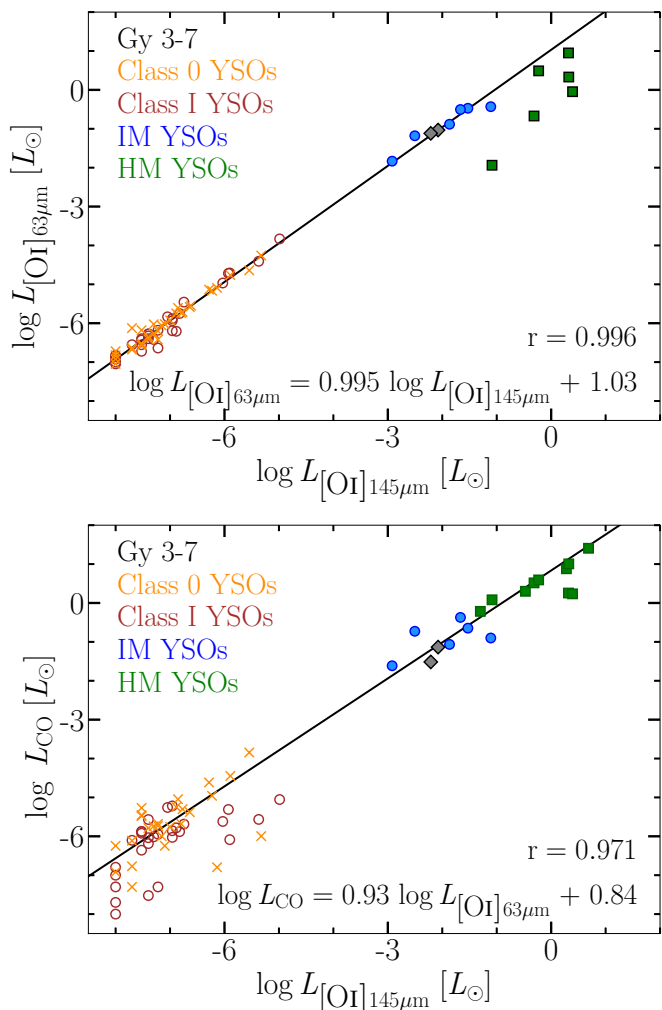 Gy 3-7
Class 0 YSOs
Class I YSOs
IM YSOs
HM YSOs
0
-3
-6
log L[OI]63μm [L⊙]
r = 0.996
log L[OI]63μm = 0.995 log L[OI]145μm + 1.03
-6 -3 0
log L[OI]145μm [L⊙]
Gy 3-7
Class 0 YSOs
Class I YSOs
IM YSOs
HM YSOs
0
-3
-6
log LCO [L⊙]
r = 0.971
log LCO = 0.93 log L[OI]63μm + 0.84
-6 -3 0
log L[OI]145μm [L⊙]